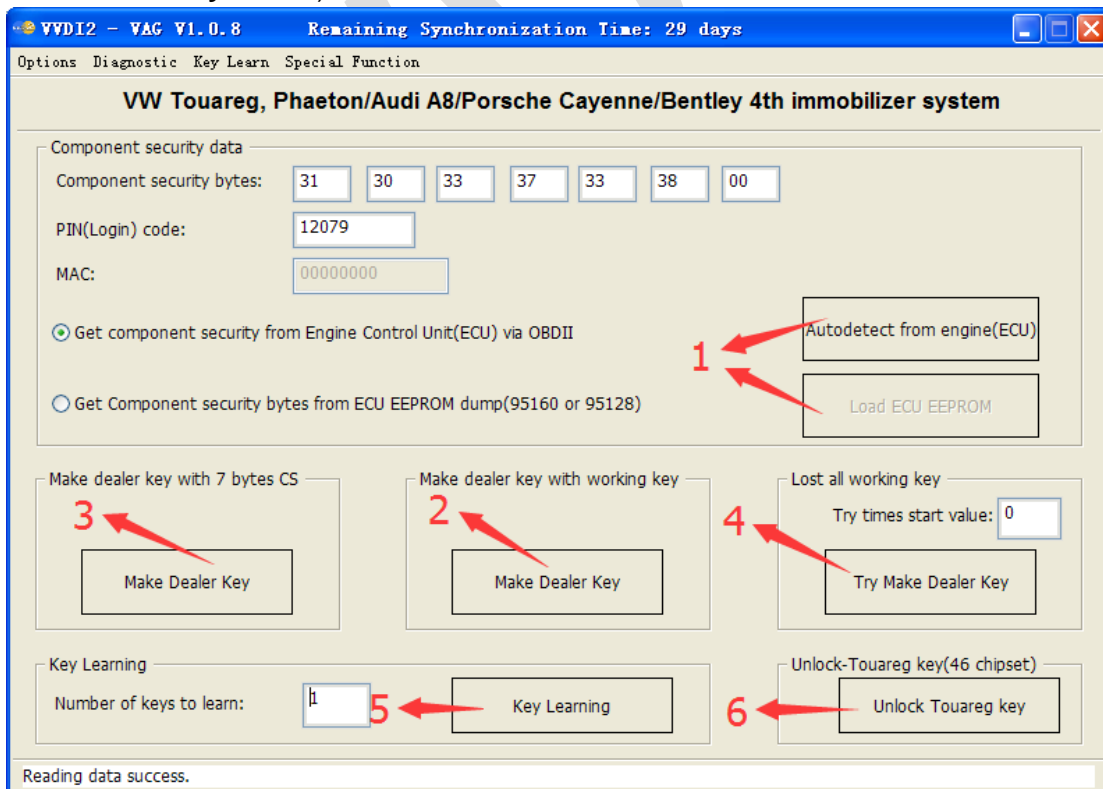 VVDI2 - VAG V1.0.8 Remaining Synchronization Time: 29 days
Options Diagnostic Key Learn Special Function
VW Touareg, Phaeton/Audi A8/Porsche Cayenne/Bentley 4th immobilizer system
Component security data
Component security bytes: 31 30 33 37 33 38 00
PIN(Login) code: 12079
MAC: 00000000
Get component security from Engine Control Unit(ECU) via OBDII
Autodetect from engine(ECU)
1
Get Component security bytes from ECU EEPROM dump(95160 or 95128)
Load ECU EEPROM
Make dealer key with 7 bytes CS
3
Make Dealer Key
Make dealer key with working key
2
Make Dealer Key
Lost all working key
Try times start value: 0
4
Try Make Dealer Key
Key Learning
Number of keys to learn: 1
5
Key Learning
Unlock-Touareg key(46 chipset)
6
Unlock Touareg key
Reading data success.